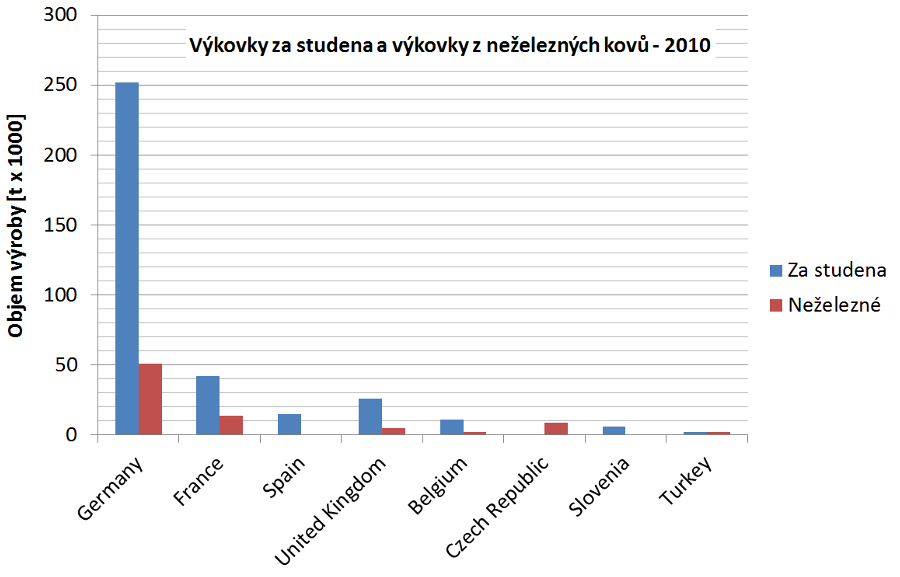 Výkovky za studena a výkovky z neželezných kovů - 2010
Objem výroby [t x 1000]
300
250
200
150
100
50
0
Germany
France
Spain
United Kingdom
Belgium
Czech Republic
Slovenia
Turkey
Za studena
Neželezné